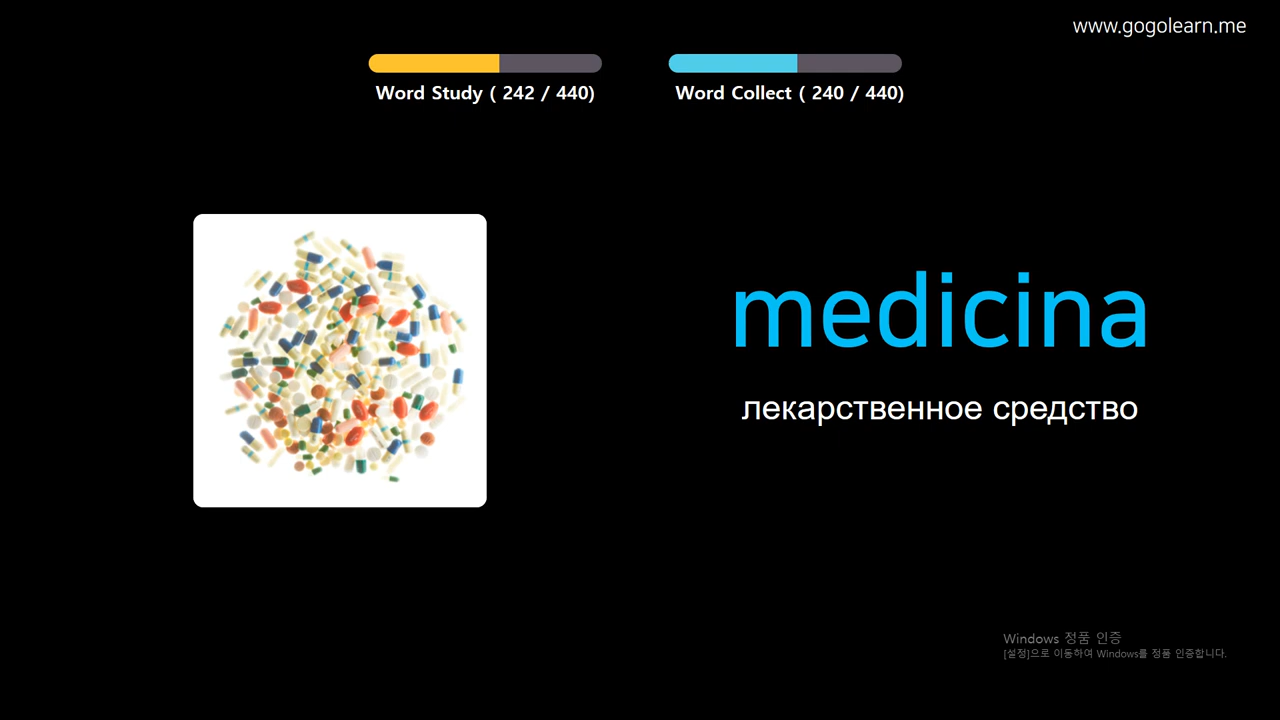 www.gogolearn.me
Word Study ( 242 / 440)
Word Collect ( 240 / 440)
medicina
лекарственное средство
Windows 정품 인증
[설정]으로 이동하여 Windows를 정품 인증합니다.